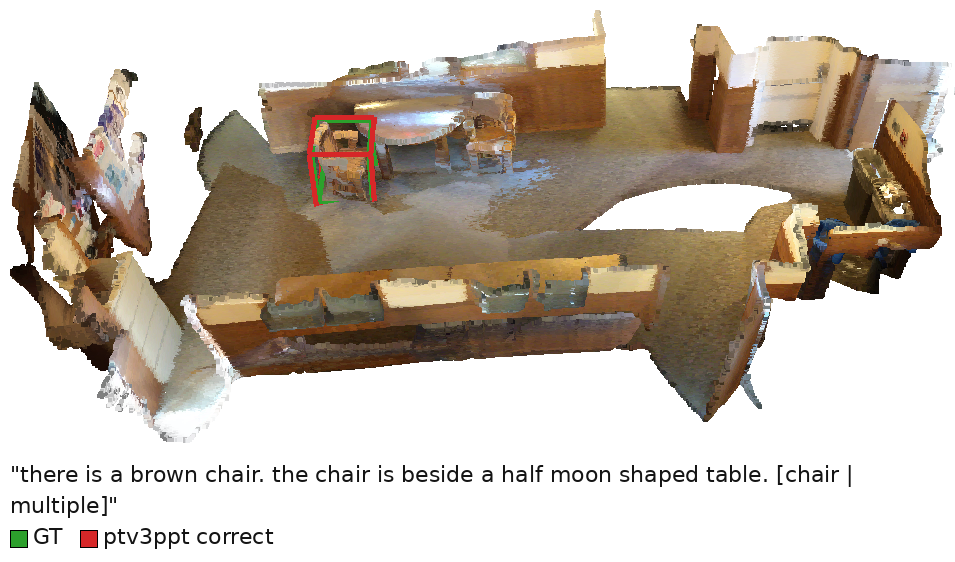 "there is a brown chair. the chair is beside a half moon shaped table. [chair |
multiple]"
GT ptv3ppt correct